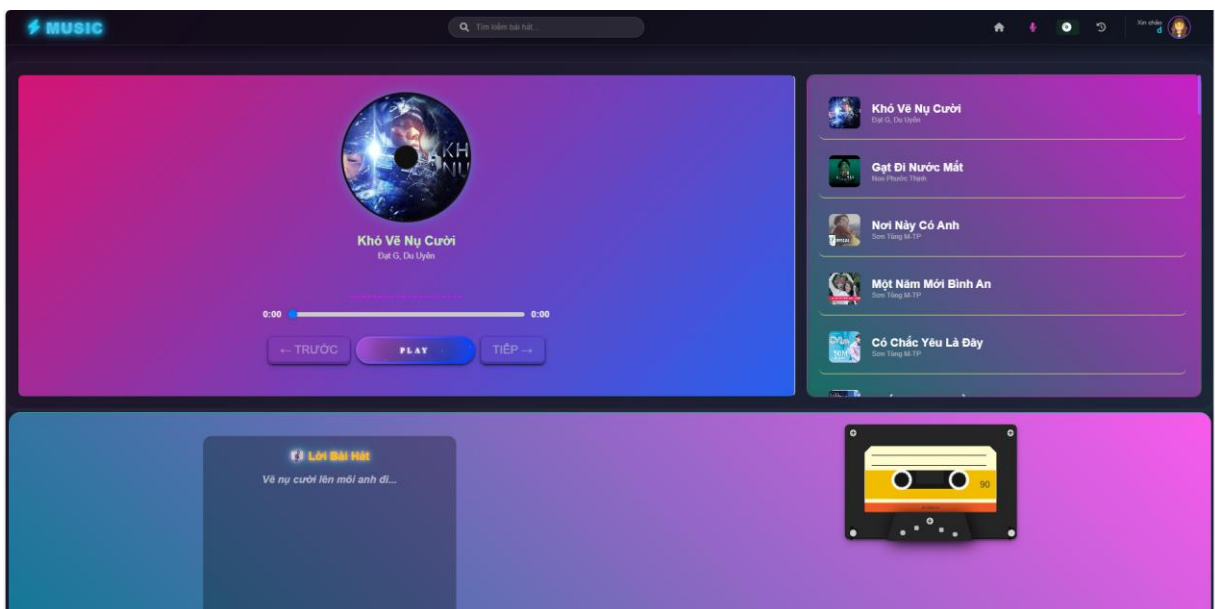 MUSIC
Tìm kiếm bài hát...
Xin chào
d
KH
NU
Khó Vẽ Nụ Cười
Đạt G, Du Uyên
0:00
0:00
← TRƯỚC
PLAY
TIẾP →
Khó Vẽ Nụ Cười
Đạt G, Du Uyên
Gạt Đi Nước Mắt
Noo Phước Thịnh
Nơi Này Có Anh
Sơn Tùng M-TP
Một Năm Mới Bình An
Sơn Tùng M-TP
Có Chắc Yêu Là Đây
Sơn Tùng M-TP
Lời Bài Hát
Vẽ nụ cười lên môi anh đi...
90